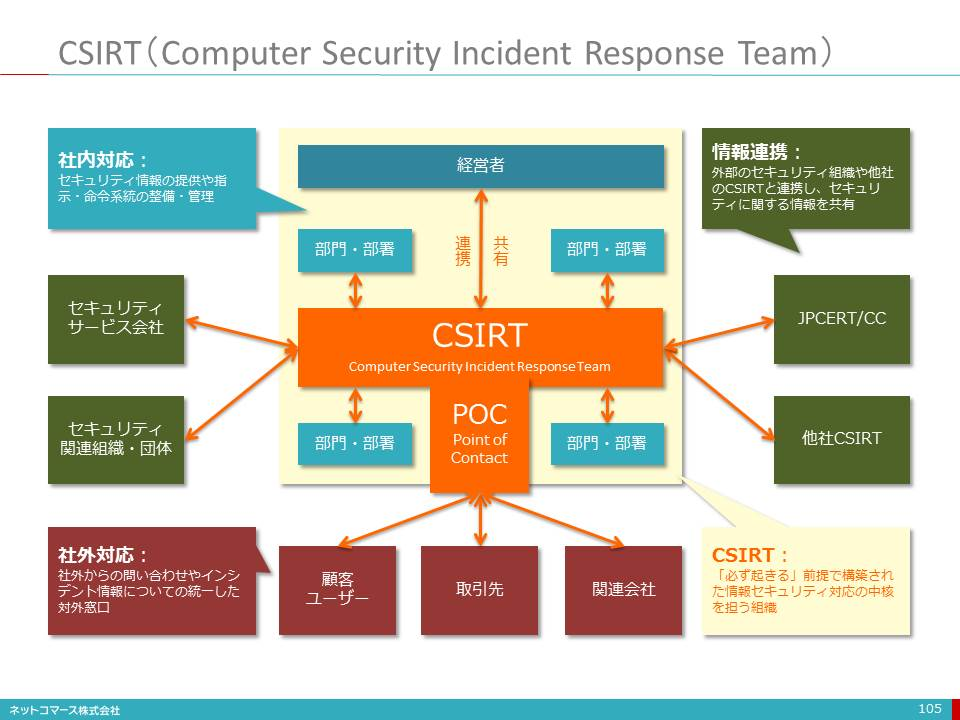 CSIRT（Computer Security Incident Response Team）
社内対応：
セキュリティ情報の提供や指
示・命令系統の整備・管理
経営者
情報連携：
外部のセキュリティ組織や他社
のCSIRTと連携し、セキュリ
ティに関する情報を共有
部門・部署
連携
共有
部門・部署
セキュリティ
サービス会社
CSIRT
Computer Security Incident Response Team
JPCERT/CC
セキュリティ
関連組織・団体
部門・部署
POC
Point of
Contact
部門・部署
他社CSIRT
社外対応：
社外からの問い合わせやインシ
デント情報についての統一した
対外窓口
顧客
ユーザー
取引先
関連会社
CSIRT：
「必ず起きる」前提で構築され
た情報セキュリティ対応の中核
を担う組織
ネットコマース株式会社
105